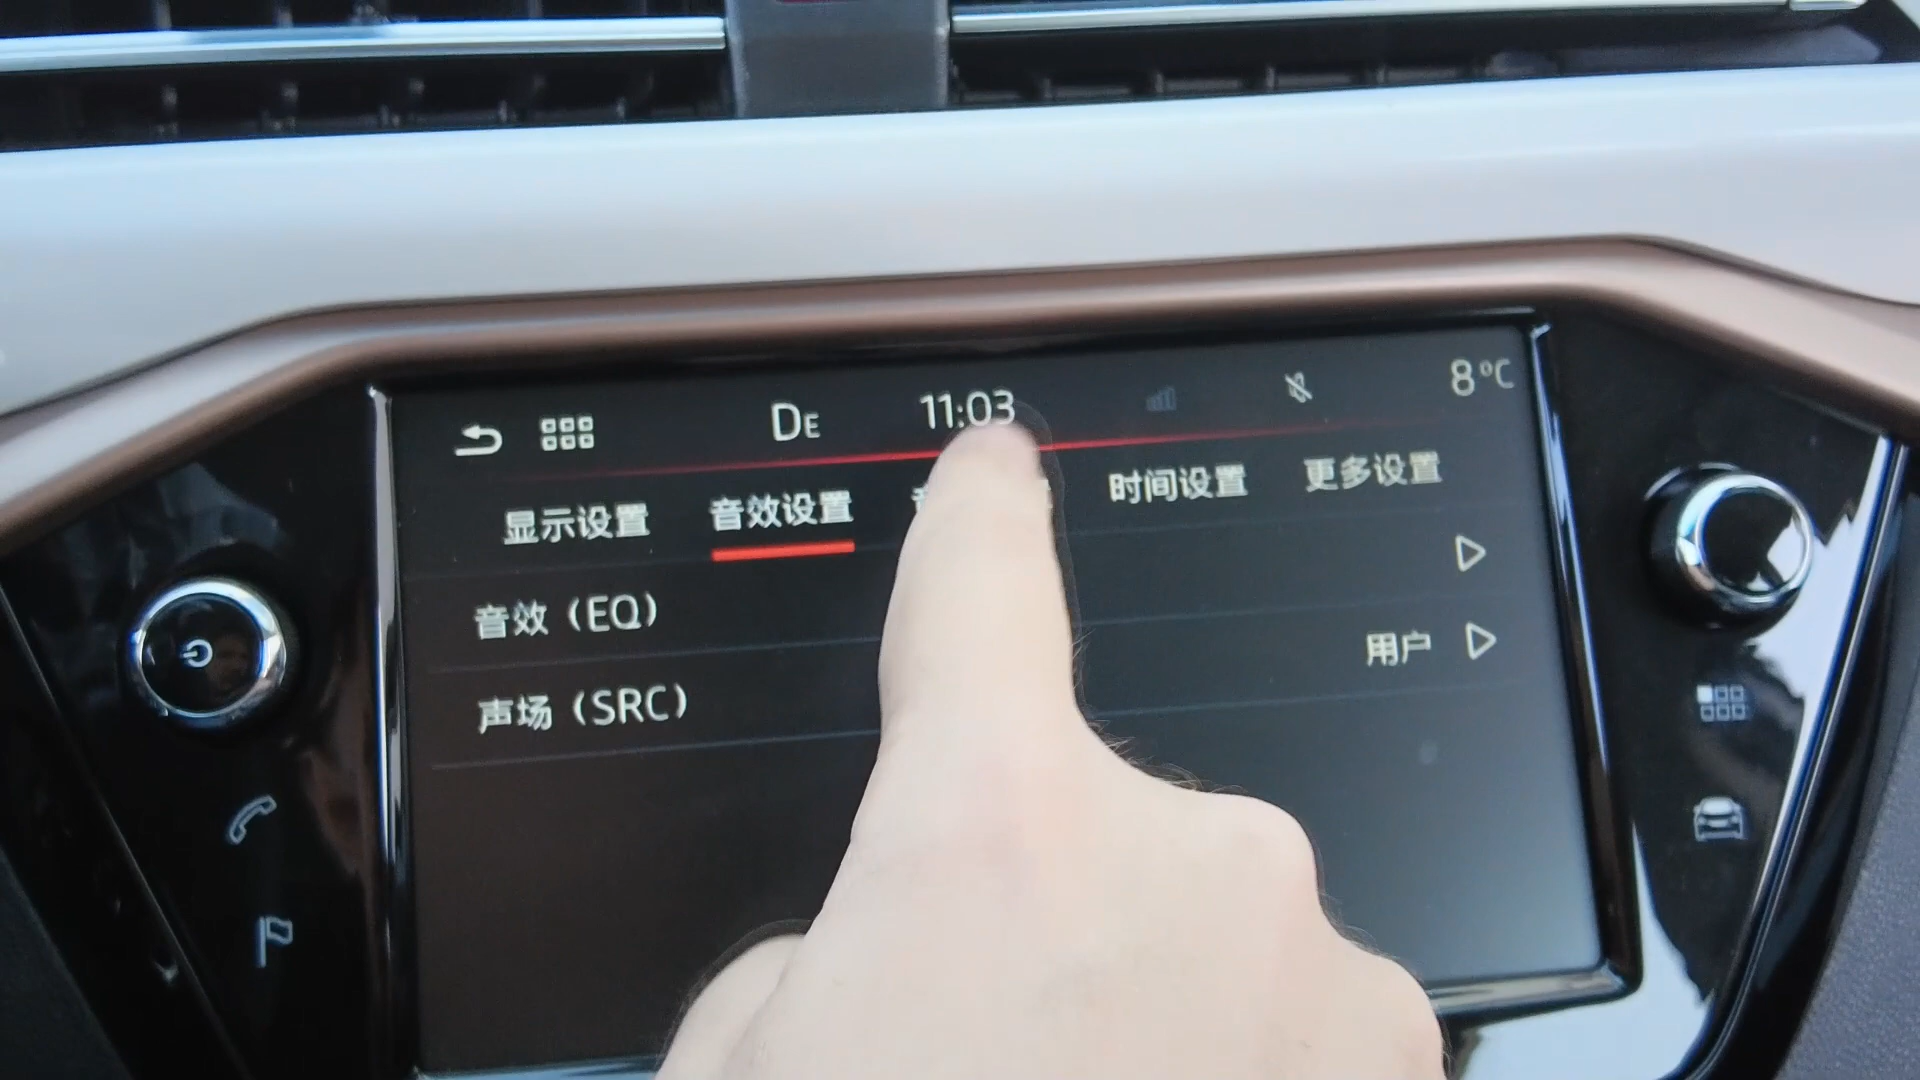 DE 11:03 8℃
显示设置 音效设置 时间设置 更多设置
音效（EQ）
声场（SRC） 用户